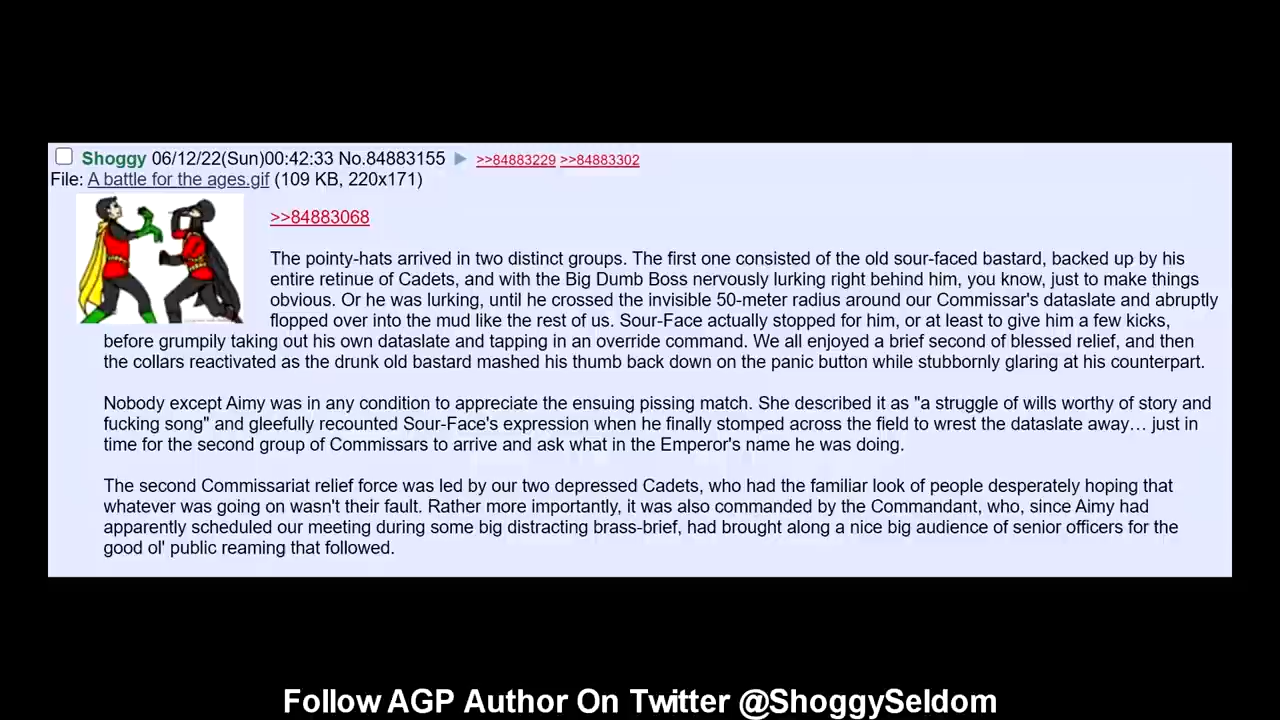 Shoggy 06/12/22(Sun)00:42:33 No.84883155 ▶ >>84883229 >>84883302
File: A battle for the ages.gif (109 KB, 220x171)
>>84883068
The pointy-hats arrived in two distinct groups. The first one consisted of the old sour-faced bastard, backed up by his
entire retinue of Cadets, and with the Big Dumb Boss nervously lurking right behind him, you know, just to make things
obvious. Or he was lurking, until he crossed the invisible 50-meter radius around our Commissar's dataslate and abruptly
flopped over into the mud like the rest of us. Sour-Face actually stopped for him, or at least to give him a few kicks,
before grumpily taking out his own dataslate and tapping in an override command. We all enjoyed a brief second of blessed relief, and then
the collars reactivated as the drunk old bastard mashed his thumb back down on the panic button while stubbornly glaring at his counterpart.
Nobody except Aimy was in any condition to appreciate the ensuing pissing match. She described it as "a struggle of wills worthy of story and
fucking song" and gleefully recounted Sour-Face's expression when he finally stomped across the field to wrest the dataslate away… just in
time for the second group of Commissars to arrive and ask what in the Emperor's name he was doing.
The second Commissariat relief force was led by our two depressed Cadets, who had the familiar look of people desperately hoping that
whatever was going on wasn't their fault. Rather more importantly, it was also commanded by the Commandant, who, since Aimy had
apparently scheduled our meeting during some big distracting brass-brief, had brought along a nice big audience of senior officers for the
good ol' public reaming that followed.
Follow AGP Author On Twitter @ShoggySeldom